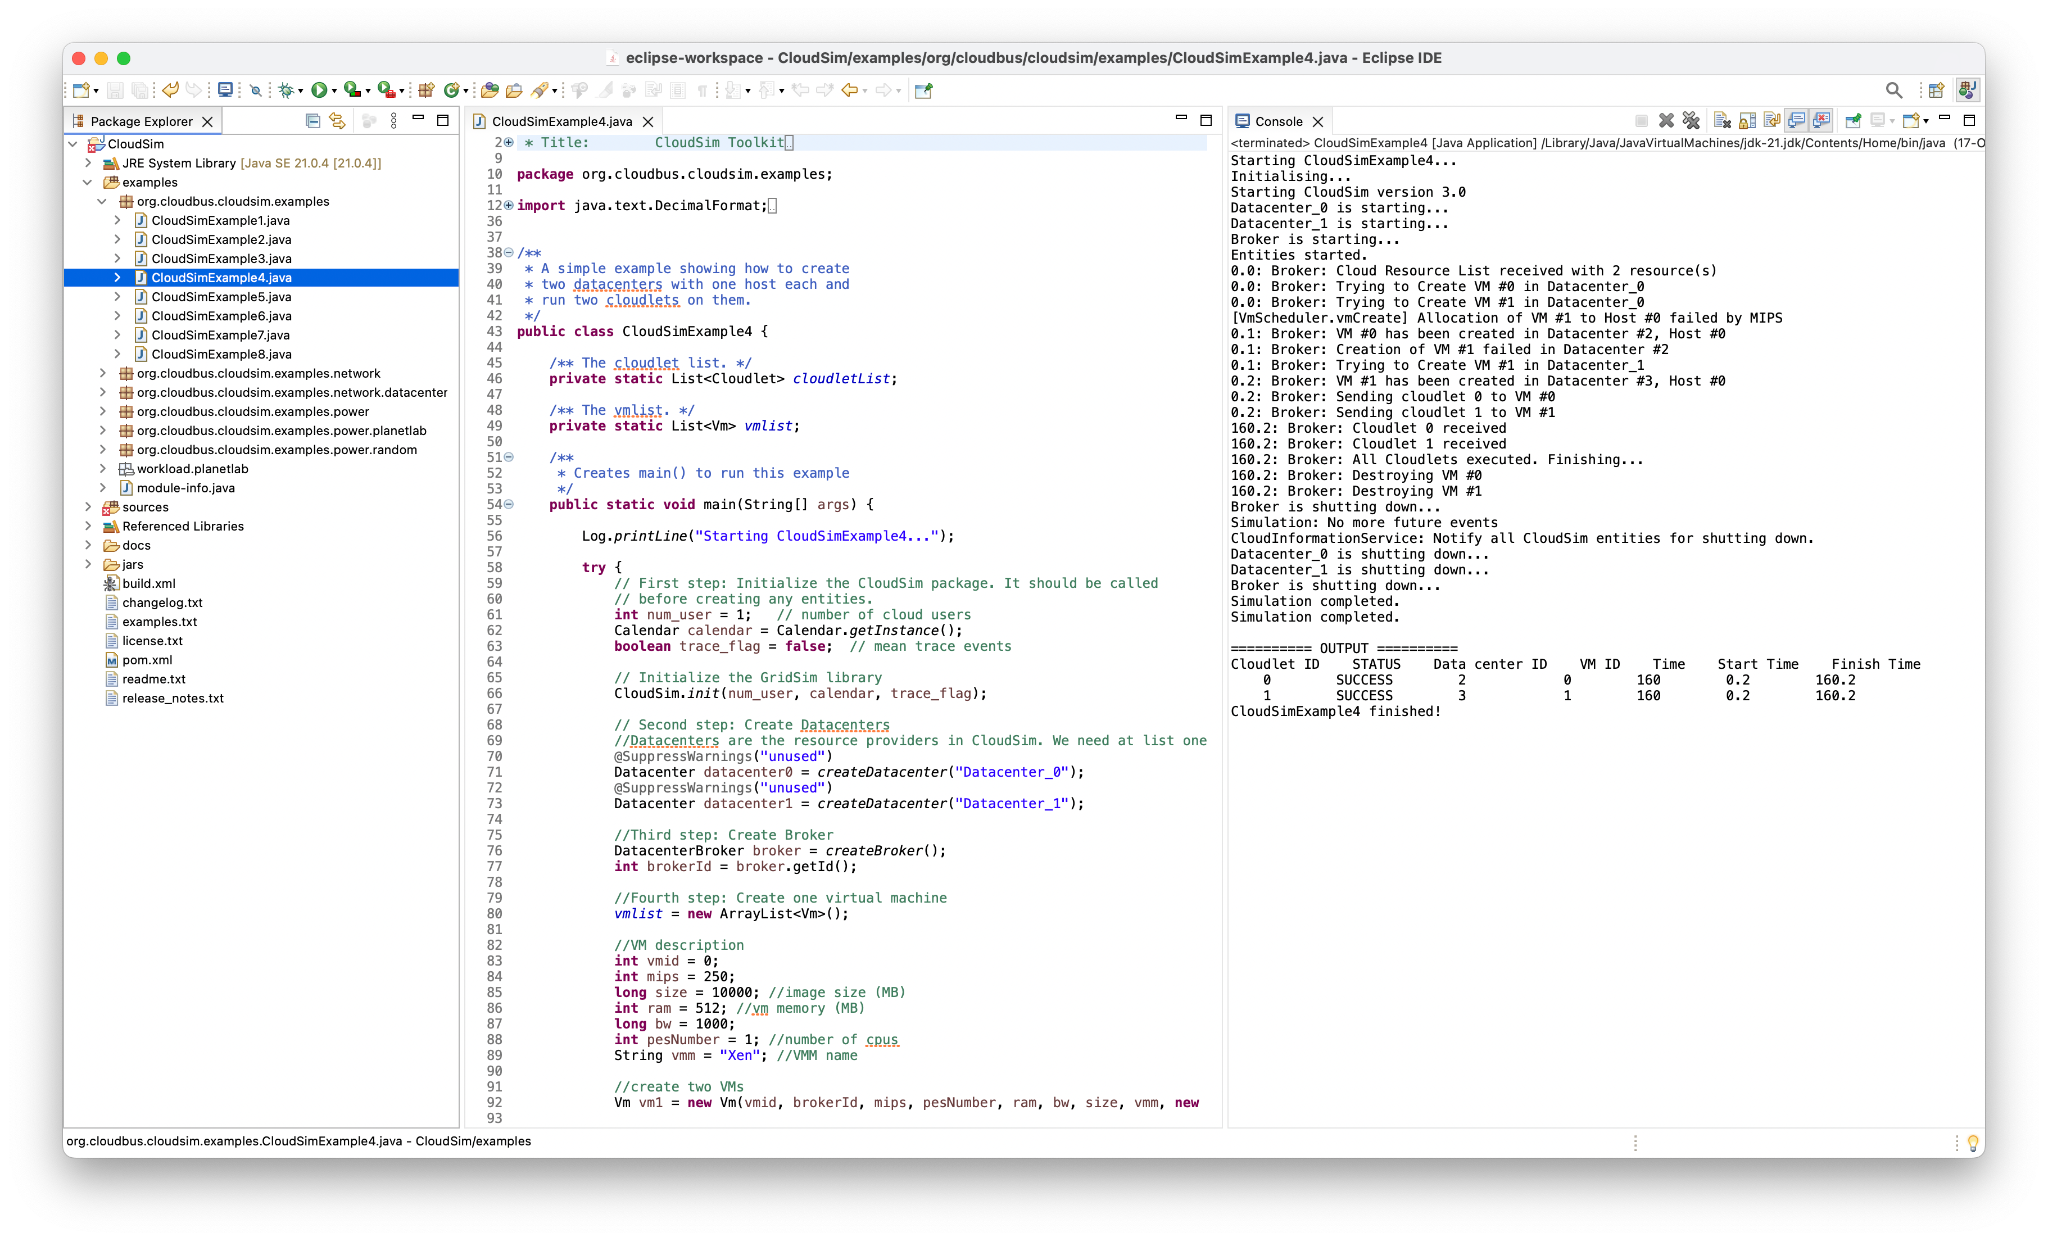 eclipse-workspace - CloudSim/examples/org/cloudbus/cloudsim/examples/CloudSimExample4.java - Eclipse IDE
Package Explorer
CloudSim
JRE System Library [Java SE 21.0.4 [21.0.4]]
examples
org.cloudbus.cloudsim.examples
CloudSimExample1.java
CloudSimExample2.java
CloudSimExample3.java
CloudSimExample4.java
CloudSimExample5.java
CloudSimExample6.java
CloudSimExample7.java
CloudSimExample8.java
org.cloudbus.cloudsim.examples.network
org.cloudbus.cloudsim.examples.network.datacenter
org.cloudbus.cloudsim.examples.power
org.cloudbus.cloudsim.examples.power.planetlab
org.cloudbus.cloudsim.examples.power.random
workload.planetlab
module-info.java
sources
Referenced Libraries
docs
jars
build.xml
changelog.txt
examples.txt
license.txt
pom.xml
readme.txt
release_notes.txt
CloudSimExample4.java
2 * Title:        CloudSim Toolkit
9
10 package org.cloudbus.cloudsim.examples;
11
12 import java.text.DecimalFormat;
36
37
38 /**
39  * A simple example showing how to create
40  * two datacenters with one host each and
41  * run two cloudlets on them.
42  */
43 public class CloudSimExample4 {
44
45     /** The cloudlet list. */
46     private static List<Cloudlet> cloudletList;
47
48     /** The vmlist. */
49     private static List<Vm> vmlist;
50
51     /**
52      * Creates main() to run this example
53      */
54     public static void main(String[] args) {
55
56         Log.printLine("Starting CloudSimExample4...");
57
58         try {
59             // First step: Initialize the CloudSim package. It should be called
60             // before creating any entities.
61             int num_user = 1;   // number of cloud users
62             Calendar calendar = Calendar.getInstance();
63             boolean trace_flag = false;  // mean trace events
64
65             // Initialize the GridSim library
66             CloudSim.init(num_user, calendar, trace_flag);
67
68             // Second step: Create Datacenters
69             //Datacenters are the resource providers in CloudSim. We need at list one
70             @SuppressWarnings("unused")
71             Datacenter datacenter0 = createDatacenter("Datacenter_0");
72             @SuppressWarnings("unused")
73             Datacenter datacenter1 = createDatacenter("Datacenter_1");
74
75             //Third step: Create Broker
76             DatacenterBroker broker = createBroker();
77             int brokerId = broker.getId();
78
79             //Fourth step: Create one virtual machine
80             vmlist = new ArrayList<Vm>();
81
82             //VM description
83             int vmid = 0;
84             int mips = 250;
85             long size = 10000; //image size (MB)
86             int ram = 512; //vm memory (MB)
87             long bw = 1000;
88             int pesNumber = 1; //number of cpus
89             String vmm = "Xen"; //VMM name
90
91             //create two VMs
92             Vm vm1 = new Vm(vmid, brokerId, mips, pesNumber, ram, bw, size, vmm, new
93
Console
<terminated> CloudSimExample4 [Java Application] /Library/Java/JavaVirtualMachines/jdk-21.jdk/Contents/Home/bin/java (17-O
Starting CloudSimExample4...
Initialising...
Starting CloudSim version 3.0
Datacenter_0 is starting...
Datacenter_1 is starting...
Broker is starting...
Entities started.
0.0: Broker: Cloud Resource List received with 2 resource(s)
0.0: Broker: Trying to Create VM #0 in Datacenter_0
0.0: Broker: Trying to Create VM #1 in Datacenter_0
[VmScheduler.vmCreate] Allocation of VM #1 to Host #0 failed by MIPS
0.1: Broker: VM #0 has been created in Datacenter #2, Host #0
0.1: Broker: Creation of VM #1 failed in Datacenter #2
0.1: Broker: Trying to Create VM #1 in Datacenter_1
0.2: Broker: VM #1 has been created in Datacenter #3, Host #0
0.2: Broker: Sending cloudlet 0 to VM #0
0.2: Broker: Sending cloudlet 1 to VM #1
160.2: Broker: Cloudlet 0 received
160.2: Broker: Cloudlet 1 received
160.2: Broker: All Cloudlets executed. Finishing...
160.2: Broker: Destroying VM #0
160.2: Broker: Destroying VM #1
Broker is shutting down...
Simulation: No more future events
CloudInformationService: Notify all CloudSim entities for shutting down.
Datacenter_0 is shutting down...
Datacenter_1 is shutting down...
Broker is shutting down...
Simulation completed.
Simulation completed.
========== OUTPUT ==========
Cloudlet ID    STATUS    Data center ID    VM ID    Time    Start Time    Finish Time
    0        SUCCESS        2            0        160      0.2        160.2
    1        SUCCESS        3            1        160      0.2        160.2
CloudSimExample4 finished!
org.cloudbus.cloudsim.examples.CloudSimExample4.java - CloudSim/examples